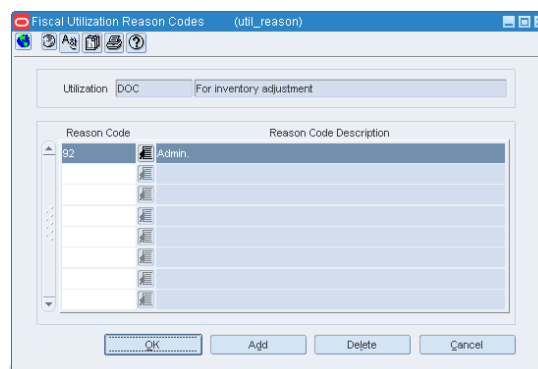 Fiscal Utilization Reason Codes (util_reason)
Utilization DOC For inventory adjustment
Reason Code Reason Code Description
92 Admin.
OK Add Delete Cancel